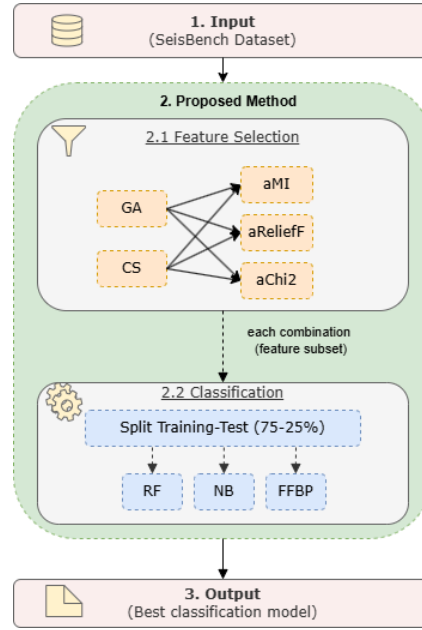 1. Input
(SeisBench Dataset)
2. Proposed Method
2.1 Feature Selection
GA
CS
aMI
aReliefF
aChi2
each combination
(feature subset)
2.2 Classification
Split Training-Test (75-25%)
RF
NB
FFBP
3. Output
(Best classification model)